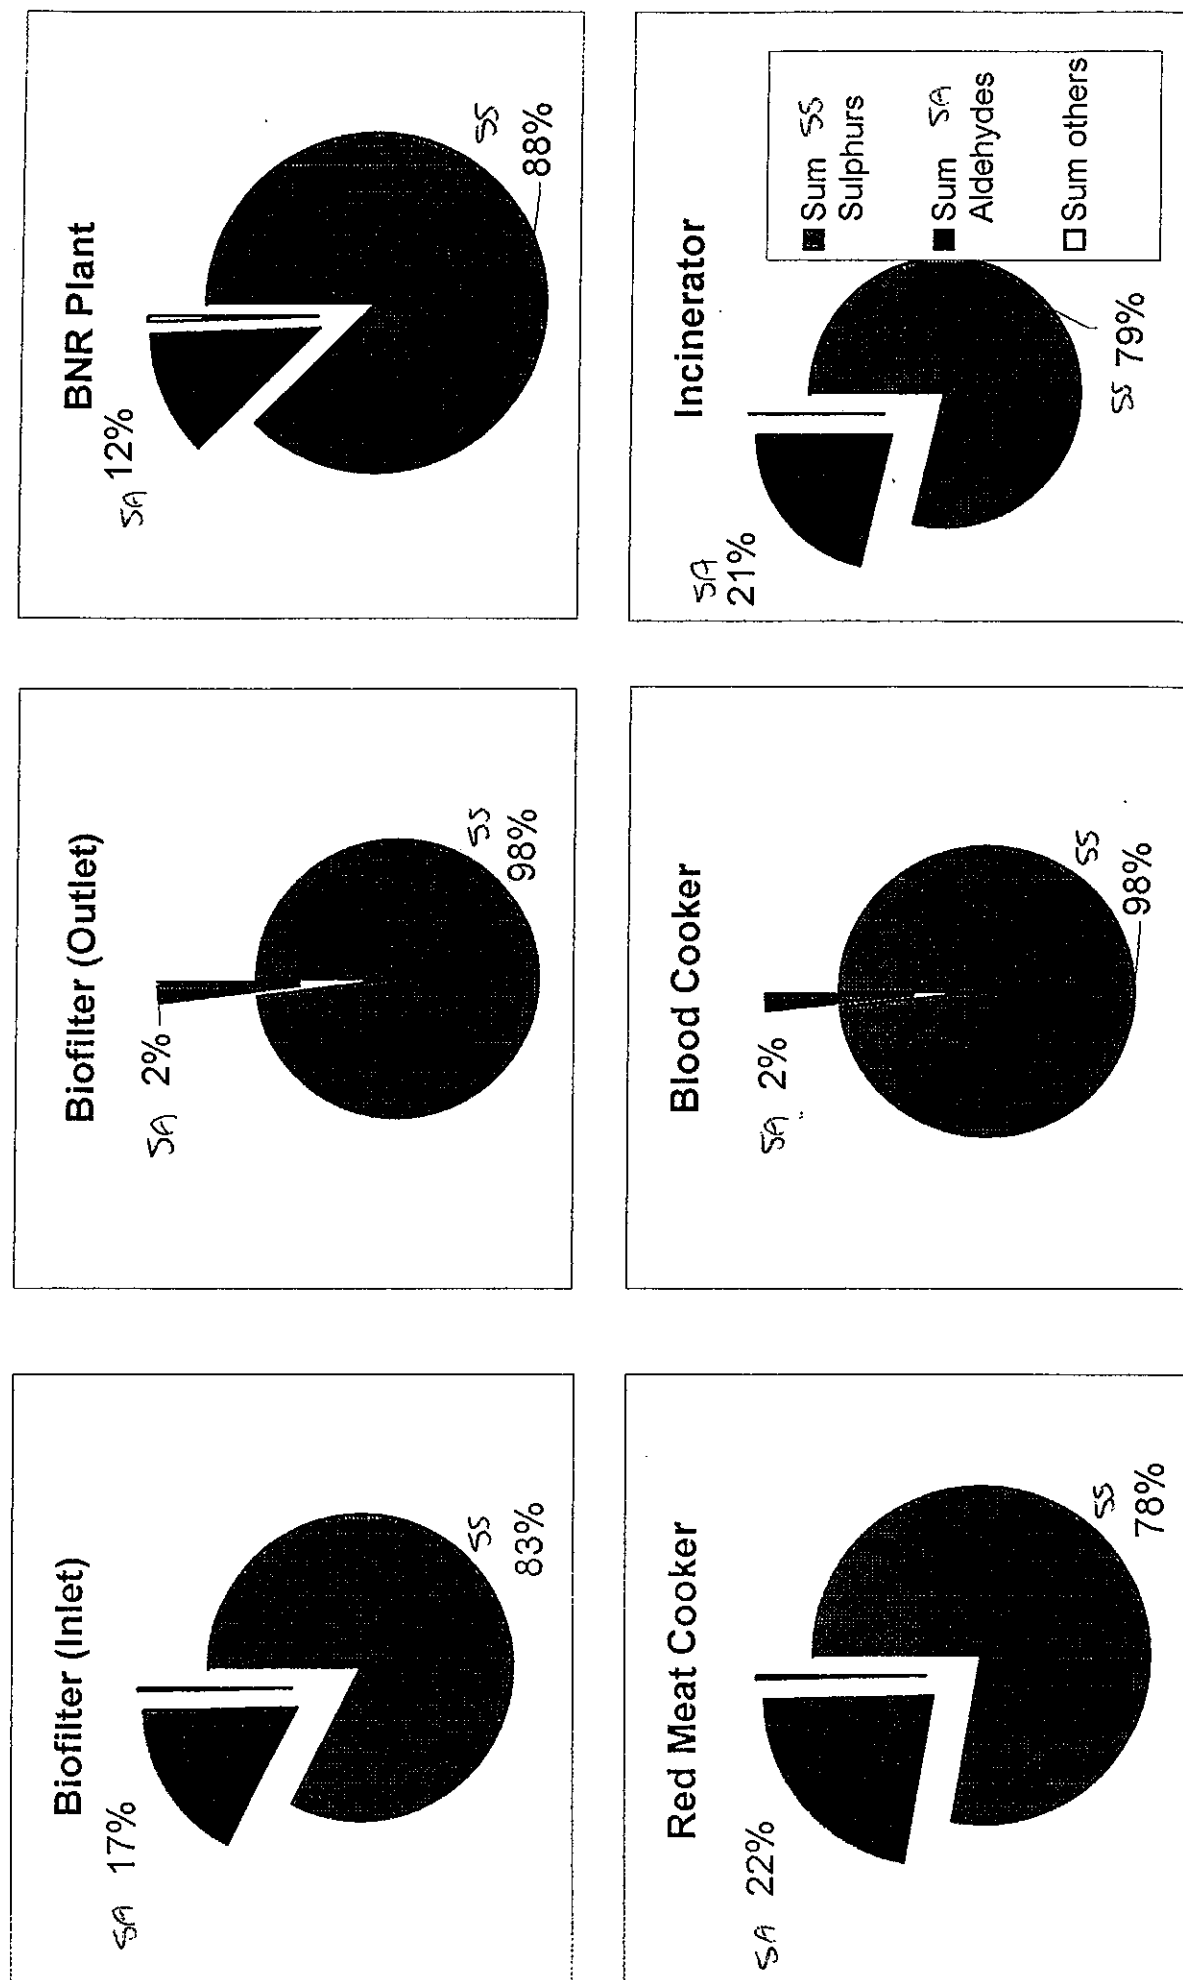 Biofilter (Inlet)
SA 17%
SS
83%
Biofilter (Outlet)
SA 2%
SS
98%
BNR Plant
SA 12%
SS
88%
Red Meat Cooker
SA 22%
SS
78%
Blood Cooker
SA 2%
SS
98%
Incinerator
SA
21%
SS 79%
Sum SS
Sulphurs
Sum SA
Aldehydes
Sum others